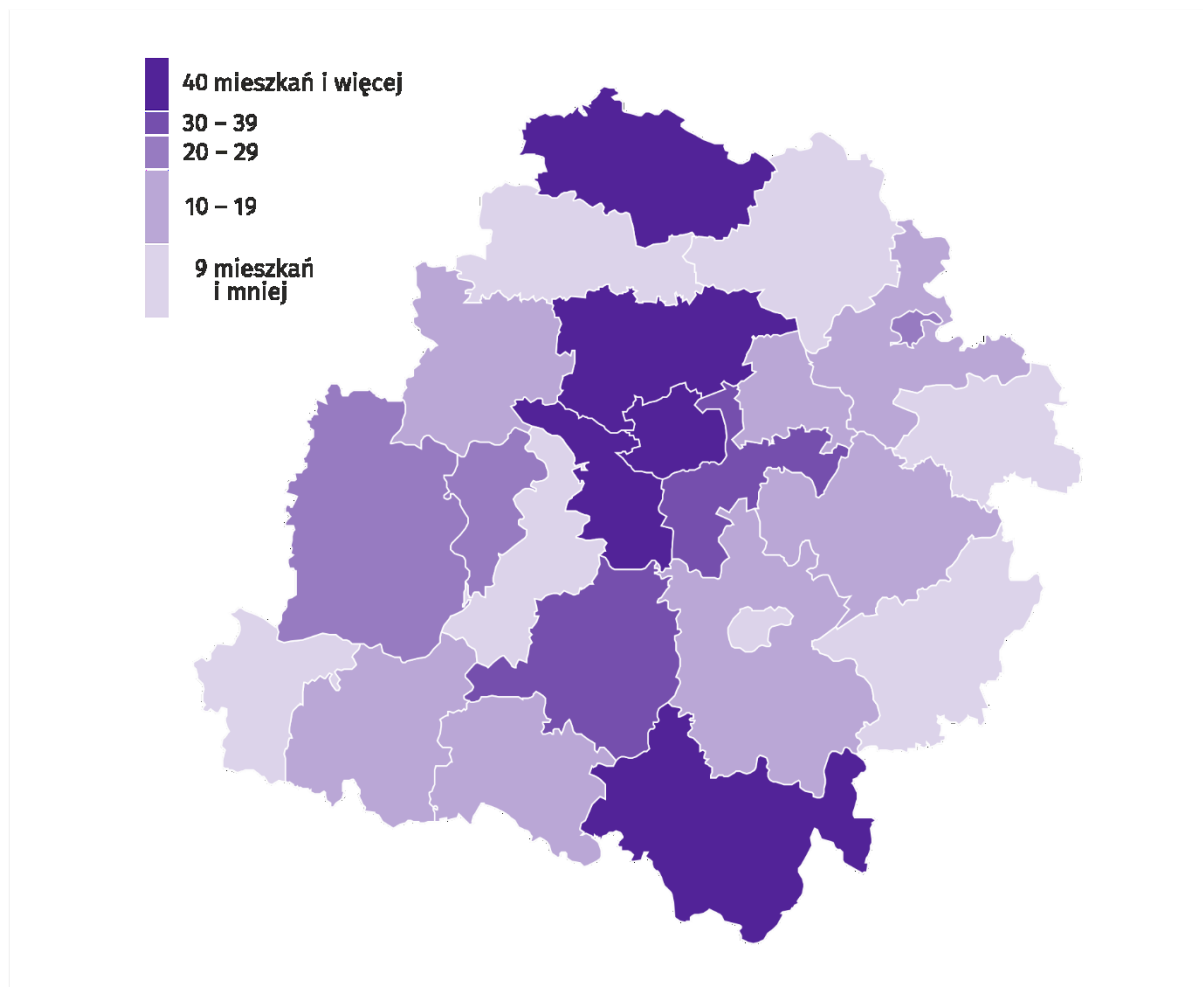 40 mieszkań i więcej
30 – 39
20 – 29
10 – 19
9 mieszkań
i mniej